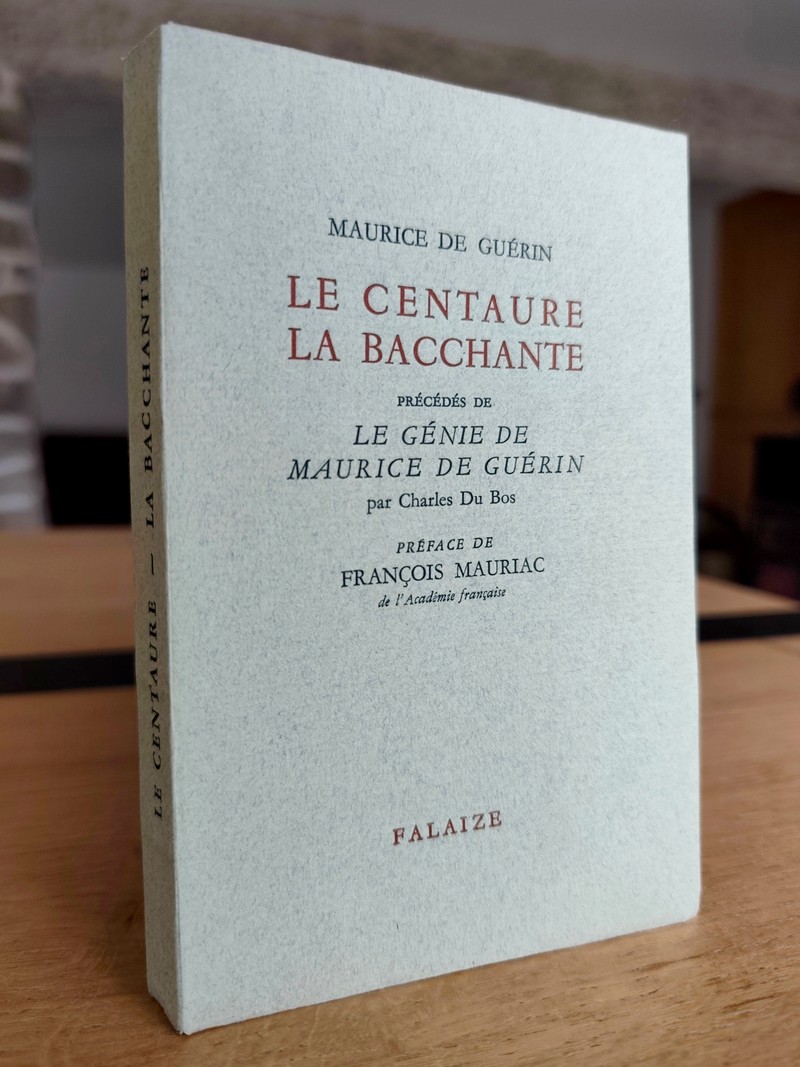 MAURICE DE GUÉRIN
LE CENTAURE
LA BACCHANTE
PRÉCÉDÉS DE
LE GÉNIE DE
MAURICE DE GUÉRIN
par Charles Du Bos
PRÉFACE DE
FRANÇOIS MAURIAC
de l'Académie française
FALAIZE
LE CENTAURE — LA BACCHANTE